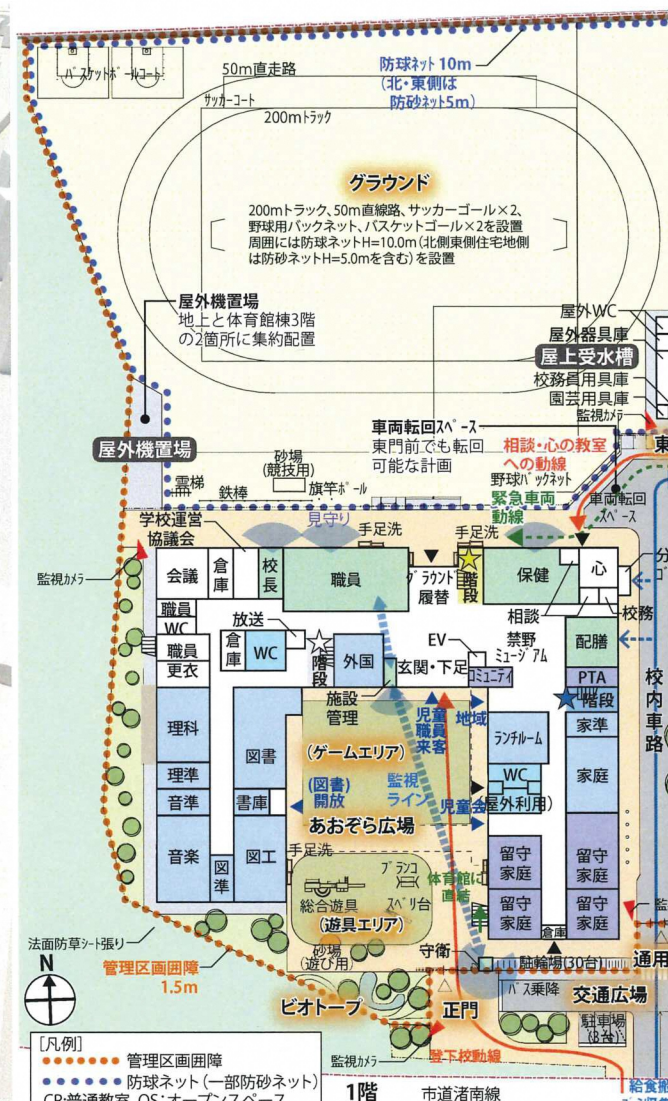 防球ネット 10m
(北・東側は
防砂ネット5m)
バスケットボールコート
50m直走路
サッカーコート
200mトラック
グラウンド
200mトラック、50m直線路、サッカーゴール×2、
野球用バックネット、バスケットゴール×2を設置
周囲には防球ネットH=10.0m(北側東側住宅地側
は防砂ネットH=5.0mを含む)を設置
屋外機置場
地上と体育館棟3階
の2箇所に集約配置
屋外WC
屋外器具庫
屋上受水槽
校務員用具庫
園芸用具庫
監視カメラ
東
屋外機置場
車両転回スペース
東門前でも転回
可能な計画
相談・心の教室
への動線
野球バックネット
緊急車両
動線
車両転回
スペース
砂場
(競技用)
雲梯
鉄棒
旗竿ポール
学校運営
協議会
見守り
手足洗
手足洗
監視カメラ
会議
倉庫
校長
職員
グラウンド
履替
階段
保健
心
相談
校務
職員
WC
職員
更衣
放送
倉庫
WC
階段
外国
玄関・下足
EV
禁野
ミュージアム
コミュニティ
配膳
PTA
階段
施設
管理
児童
職員
来客
地域
家準
校内車路
理科
図書
(ゲームエリア)
ランチルーム
家庭
理準
音準
書庫
(図書)
開放
監視
ライン
児童会
WC
(屋外利用)
あおぞら広場
音楽
図準
図工
手足洗
ブランコ
総合遊具
スベリ台
(遊具エリア)
体育館に
直結
留守
家庭
留守
家庭
留守
家庭
留守
家庭
倉庫
砂場
(遊び用)
守衛
駐輪陽(30台)
通用
法面防草シート張り
N
管理区画囲障
1.5m
ビオトープ
正門
バス乗降
交通広場
駐車場
(3台)
監視カメラ
登下校動線
[凡例]
管理区画囲障
防球ネット(一部防砂ネット)
CR:普通教室 OS:オープンスペース
1階
市道渚南線
給食搬